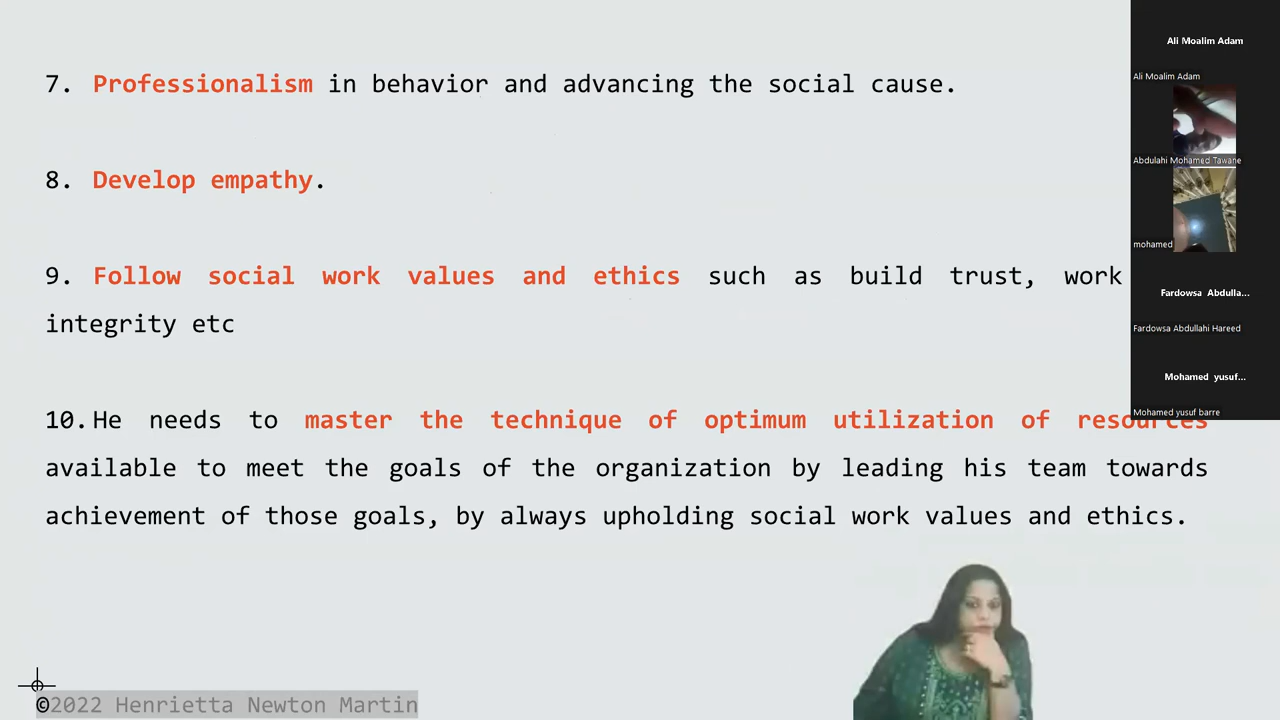 7. Professionalism in behavior and advancing the social cause.
8. Develop empathy.
9. Follow social work values and ethics such as build trust, work
integrity etc
10. He needs to master the technique of optimum utilization of resources
available to meet the goals of the organization by leading his team towards
achievement of those goals, by always upholding social work values and ethics.
©2022 Henrietta Newton Martin
Ali Moalim Adam
Ali Moalim Adam
Abdulahi Mohamed Tawane
mohamed
Fardowsa Abdulla...
Fardowsa Abdullahi Hareed
Mohamed yusuf...
Mohamed yusuf barre